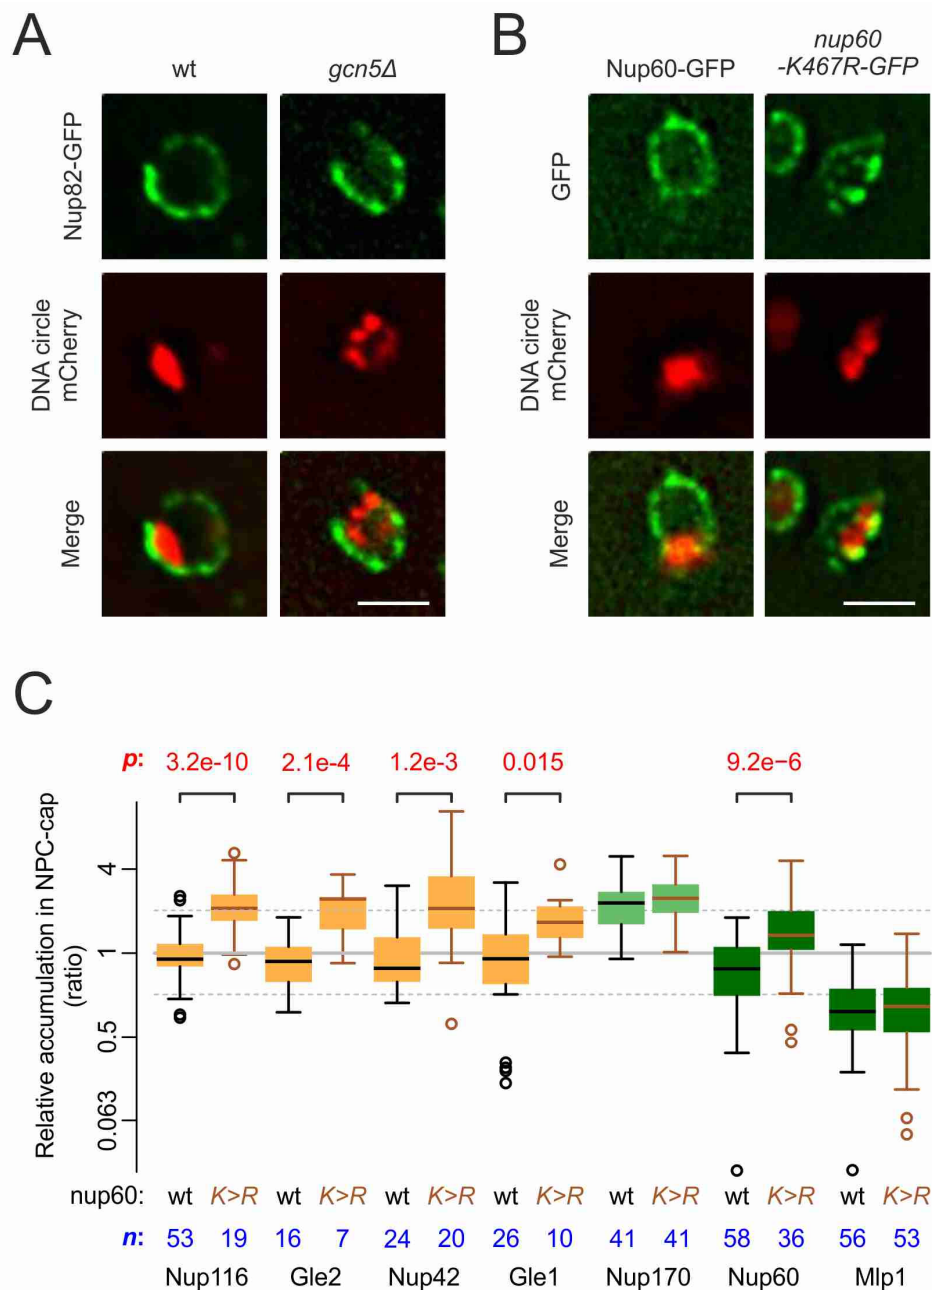 A
wt
gcn5Δ
Nup82-GFP
DNA circle
mCherry
Merge
B
Nup60-GFP
nup60
-K467R-GFP
GFP
DNA circle
mCherry
Merge
C
p: 3.2e-10 2.1e-4 1.2e-3 0.015 9.2e−6
Relative accumulation in NPC-cap
(ratio)
4
1
0.5
0.063
nup60: wt K>R wt K>R wt K>R wt K>R wt K>R wt K>R wt K>R
n: 53 19 16 7 24 20 26 10 41 41 58 36 56 53
Nup116 Gle2 Nup42 Gle1 Nup170 Nup60 Mlp1